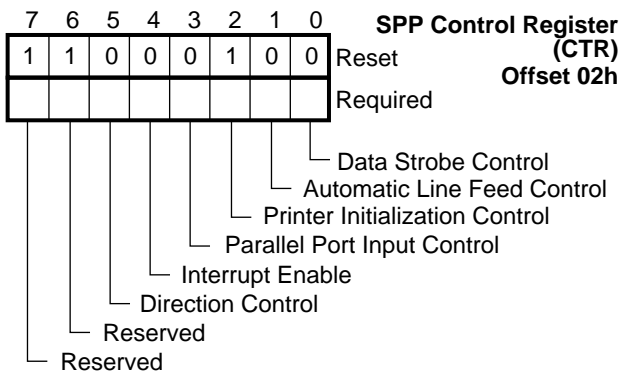 7 6 5 4 3 2 1 0
SPP Control Register
(CTR)
Offset 02h
1 1 0 0 0 1 0 0 Reset
Required
Data Strobe Control
Automatic Line Feed Control
Printer Initialization Control
Parallel Port Input Control
Interrupt Enable
Direction Control
Reserved
Reserved